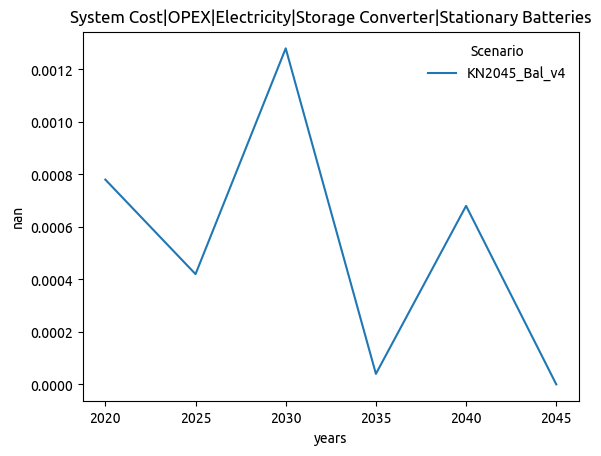 System Cost|OPEX|Electricity|Storage Converter|Stationary Batteries
Scenario
KN2045_Bal_v4
0.0012
0.0010
0.0008
0.0006
0.0004
0.0002
0.0000
nan
2020 2025 2030 2035 2040 2045
years